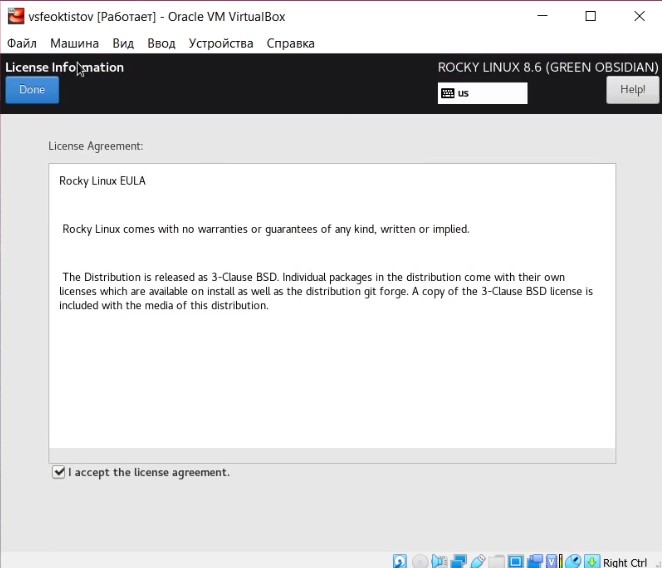 vsfeoktistov [Работает] - Oracle VM VirtualBox
Файл Машина Вид Ввод Устройства Справка
License Information
ROCKY LINUX 8.6 (GREEN OBSIDIAN)
Done
us
Help!
License Agreement:
Rocky Linux EULA
Rocky Linux comes with no warranties or guarantees of any kind, written or implied.
The Distribution is released as 3-Clause BSD. Individual packages in the distribution come with their own
licenses which are available on install as well as the distribution git forge. A copy of the 3-Clause BSD license is
included with the media of this distribution.
I accept the license agreement.
Right Ctrl